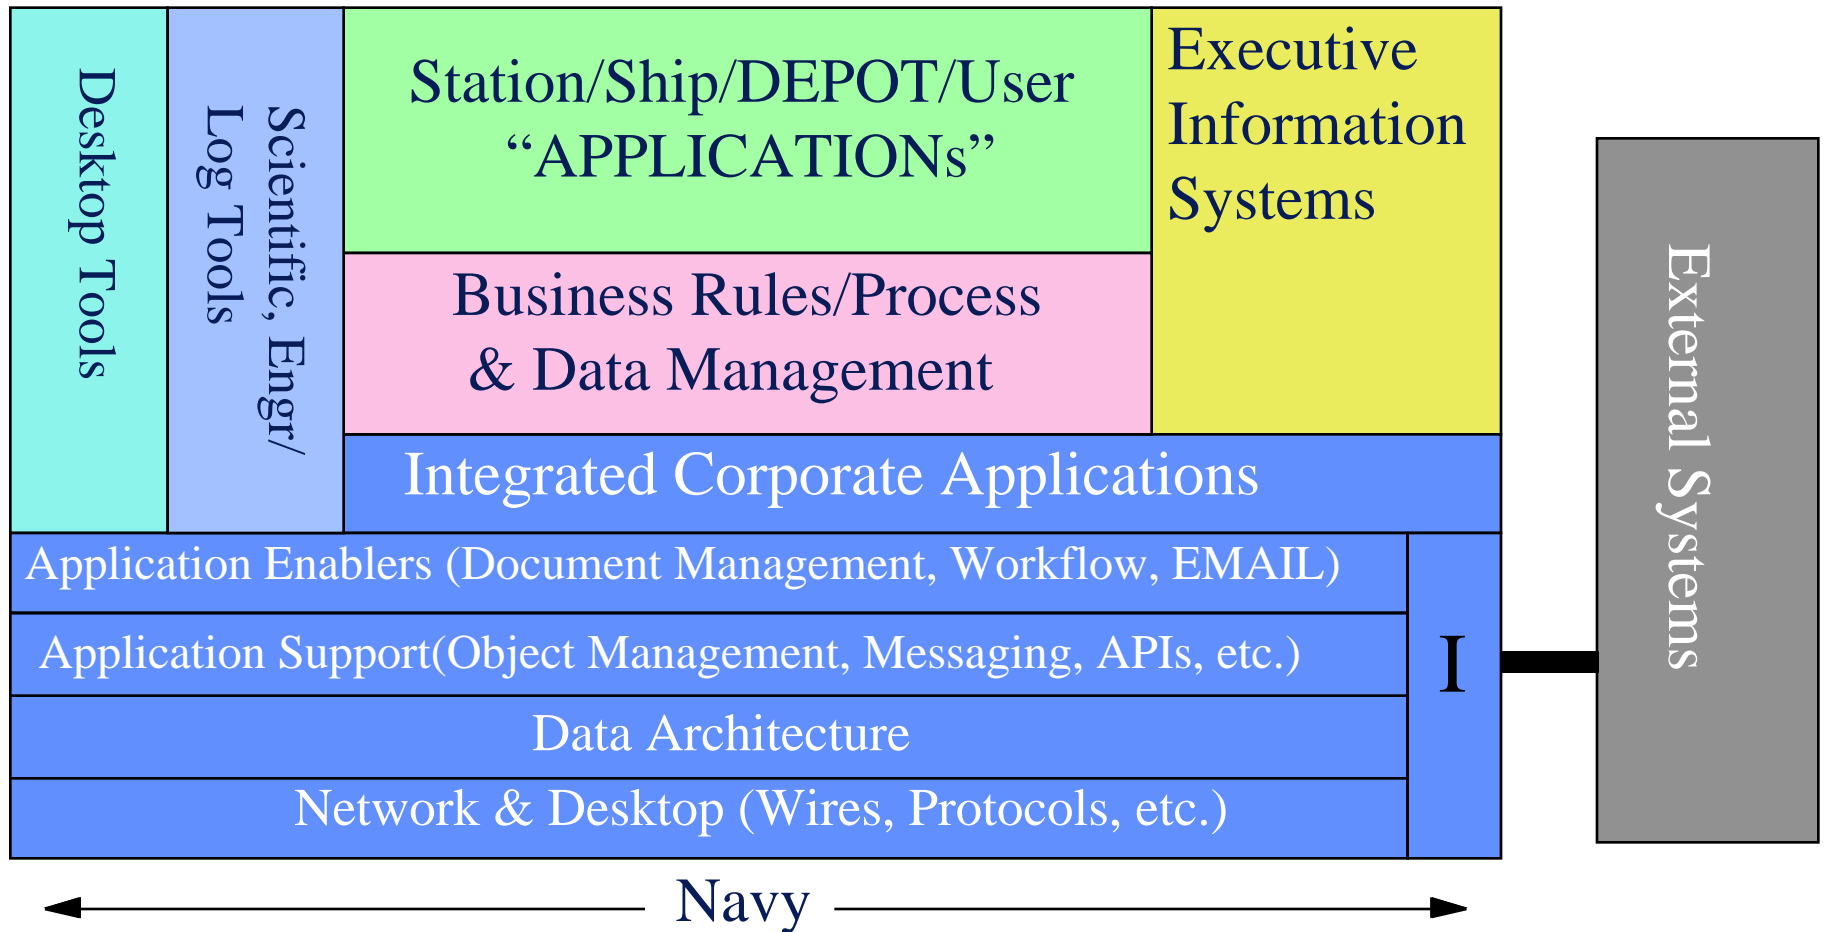 Desktop Tools
Scientific, Engr/
Log Tools
Station/Ship/DEPOT/User
“APPLICATIONs”
Business Rules/Process
& Data Management
Executive
Information
Systems
Integrated Corporate Applications
Application Enablers (Document Management, Workflow, EMAIL)
Application Support(Object Management, Messaging, APIs, etc.)
Data Architecture
Network & Desktop (Wires, Protocols, etc.)
I
External Systems
Navy